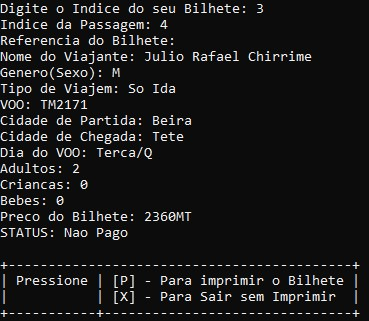 Digite o Indice do seu Bilhete: 3
Indice da Passagem: 4
Referencia do Bilhete:
Nome do Viajante: Julio Rafael Chirrime
Genero(Sexo): M
Tipo de Viajem: So Ida
VOO: TM2171
Cidade de Partida: Beira
Cidade de Chegada: Tete
Dia do VOO: Terca/Q
Adultos: 2
Criancas: 0
Bebes: 0
Preco do Bilhete: 2360MT
STATUS: Nao Pago
+-------------------------------------------+
| Pressione | [P] - Para imprimir o Bilhete |
|           | [X] - Para Sair sem Imprimir  |
+-----------+-------------------------------+